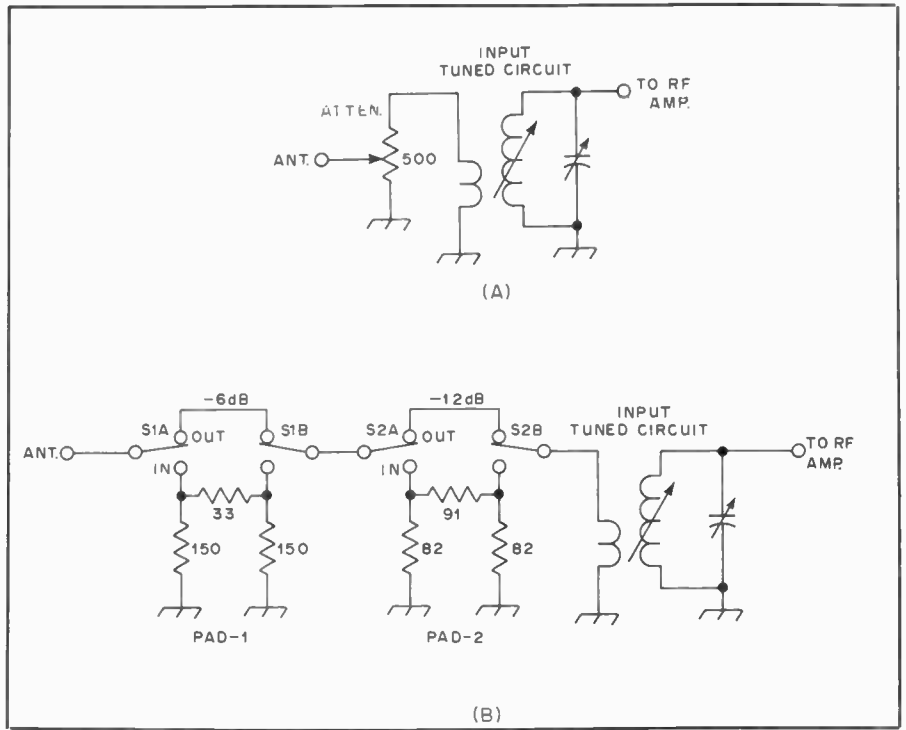 INPUT
TUNED CIRCUIT
TO RF
AMP.
ATTEN.
ANT.
500
(A)
-6dB
-12dB
INPUT
TUNED CIRCUIT
ANT.
S1A
OUT
S1B
S2A
OUT
S2B
TO RF
AMP.
IN
IN
33
91
150
150
82
82
PAD-1
PAD-2
(B)